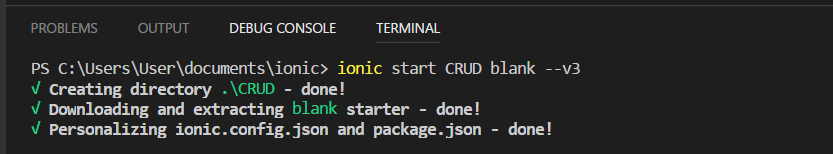 PROBLEMS OUTPUT DEBUG CONSOLE TERMINAL
PS C:\Users\User\documents\ionic> ionic start CRUD blank --v3
√ Creating directory .\CRUD - done!
√ Downloading and extracting blank starter - done!
√ Personalizing ionic.config.json and package.json - done!